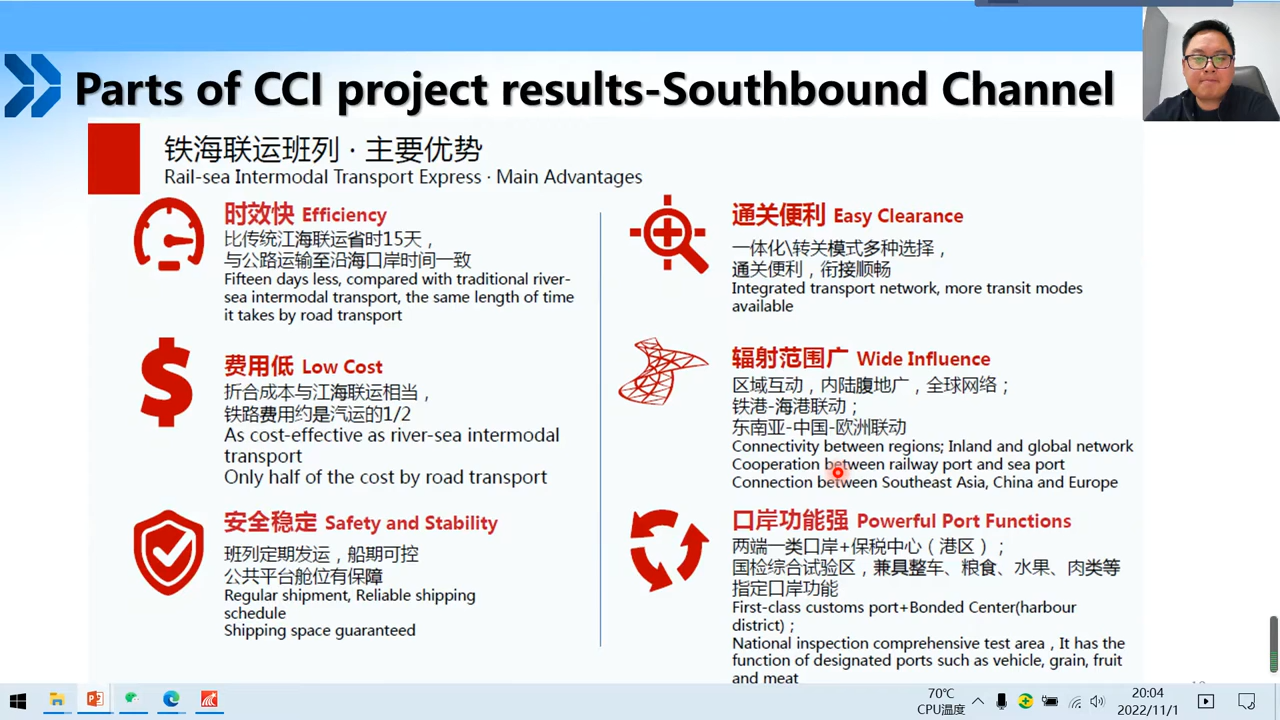 Parts of CCI project results-Southbound Channel
铁海联运班列 · 主要优势
Rail-sea Intermodal Transport Express · Main Advantages
时效快 Efficiency
比传统江海联运省时15天，
与公路运输至沿海口岸时间一致
Fifteen days less, compared with traditional river-
sea intermodal transport, the same length of time
it takes by road transport
费用低 Low Cost
折合成本与江海联运相当，
铁路费用约是汽运的1/2
As cost-effective as river-sea intermodal
transport
Only half of the cost by road transport
安全稳定 Safety and Stability
班列定期发运，船期可控
公共平台舱位有保障
Regular shipment, Reliable shipping
schedule
Shipping space guaranteed
通关便利 Easy Clearance
一体化\转关模式多种选择，
通关便利，衔接顺畅
Integrated transport network, more transit modes
available
辐射范围广 Wide Influence
区域互动，内陆腹地广，全球网络；
铁港-海港联动；
东南亚-中国-欧洲联动
Connectivity between regions; Inland and global network
Cooperation between railway port and sea port
Connection between Southeast Asia, China and Europe
口岸功能强 Powerful Port Functions
两端一类口岸+保税中心（港区）；
国检综合试验区，兼具整车、粮食、水果、肉类等
指定口岸功能
First-class customs port+Bonded Center(harbour
district)；
National inspection comprehensive test area，It has the
function of designated ports such as vehicle, grain, fruit
and meat
70℃
CPU温度
20:04
2022/11/1